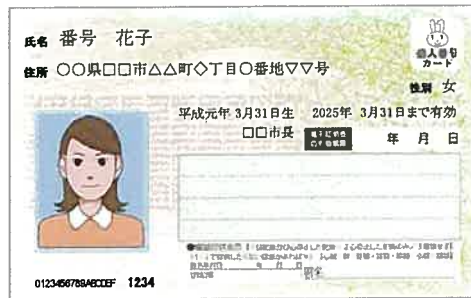 氏名 番号 花子
個人番号
カード
住所 〇〇県□□市△△町◇丁目〇番地▽▽号
性別 女
平成元年 3月31日生 2025年 3月31日まで有効
□□市長 年 月 日
0123456789ABCDEF 1234